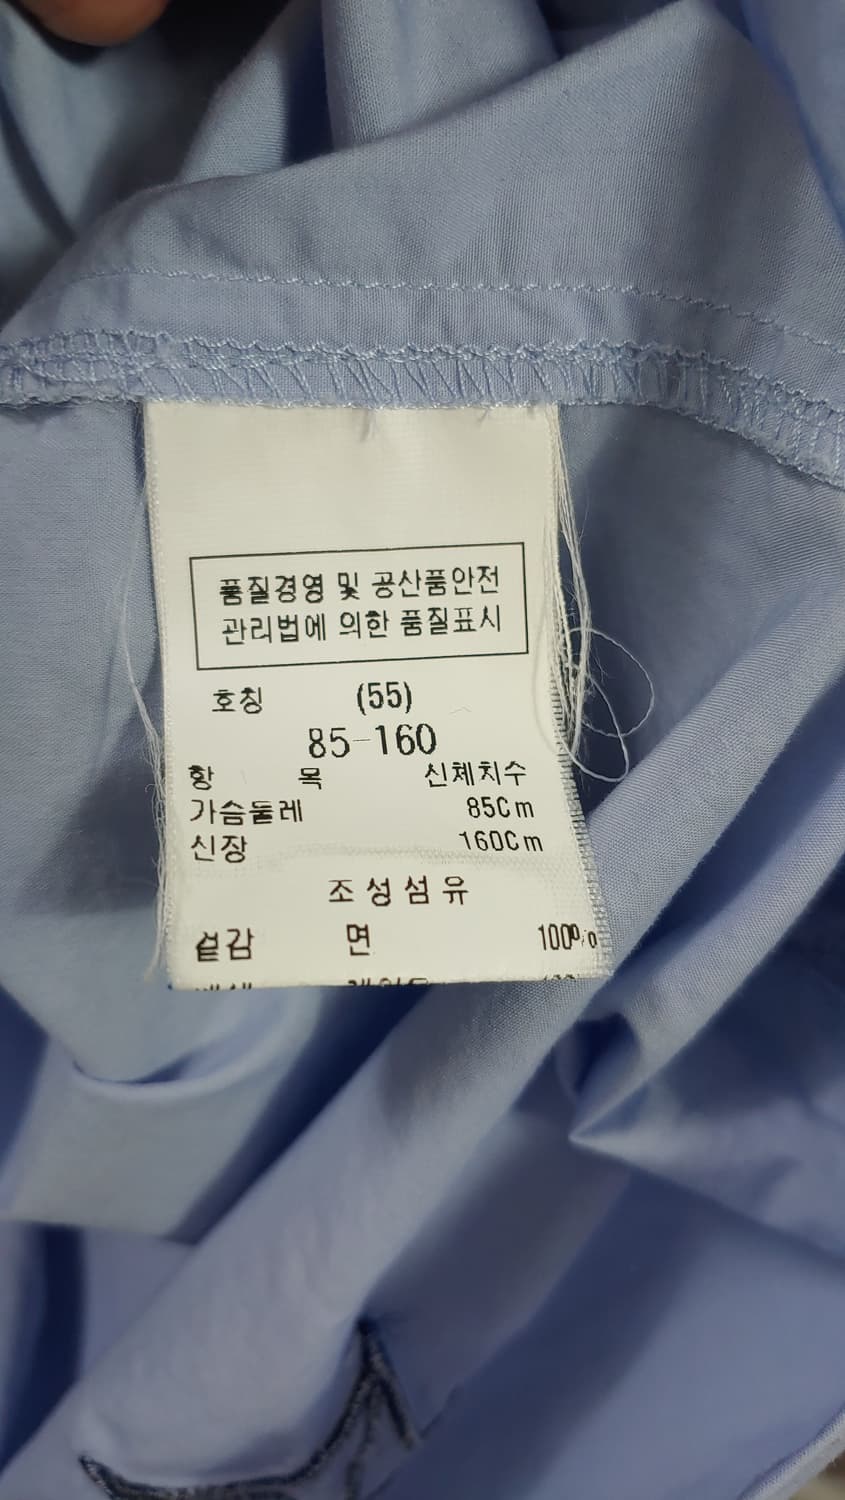 품질경영 및 공산품안전
관리법에 의한 품질표시
호칭 (55)
85-160
항 목 신체치수
가슴둘레 85Cm
신장 160Cm
조성섬유
겉감 면 100%